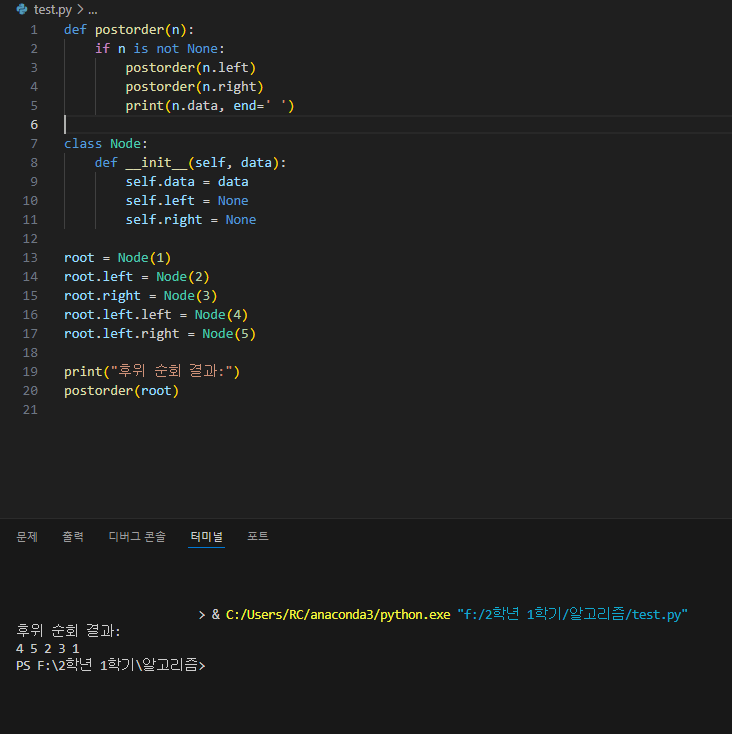 test.py > ...
1 def postorder(n):
2     if n is not None:
3         postorder(n.left)
4         postorder(n.right)
5         print(n.data, end=' ')
6
7 class Node:
8     def __init__(self, data):
9         self.data = data
10         self.left = None
11         self.right = None
12
13 root = Node(1)
14 root.left = Node(2)
15 root.right = Node(3)
16 root.left.left = Node(4)
17 root.left.right = Node(5)
18
19 print("후위 순회 결과:")
20 postorder(root)
21
문제 출력 디버그 콘솔 터미널 포트
> & C:/Users/RC/anaconda3/python.exe "f:/2학년 1학기/알고리즘/test.py"
후위 순회 결과:
4 5 2 3 1
PS F:\2학년 1학기\알고리즘>